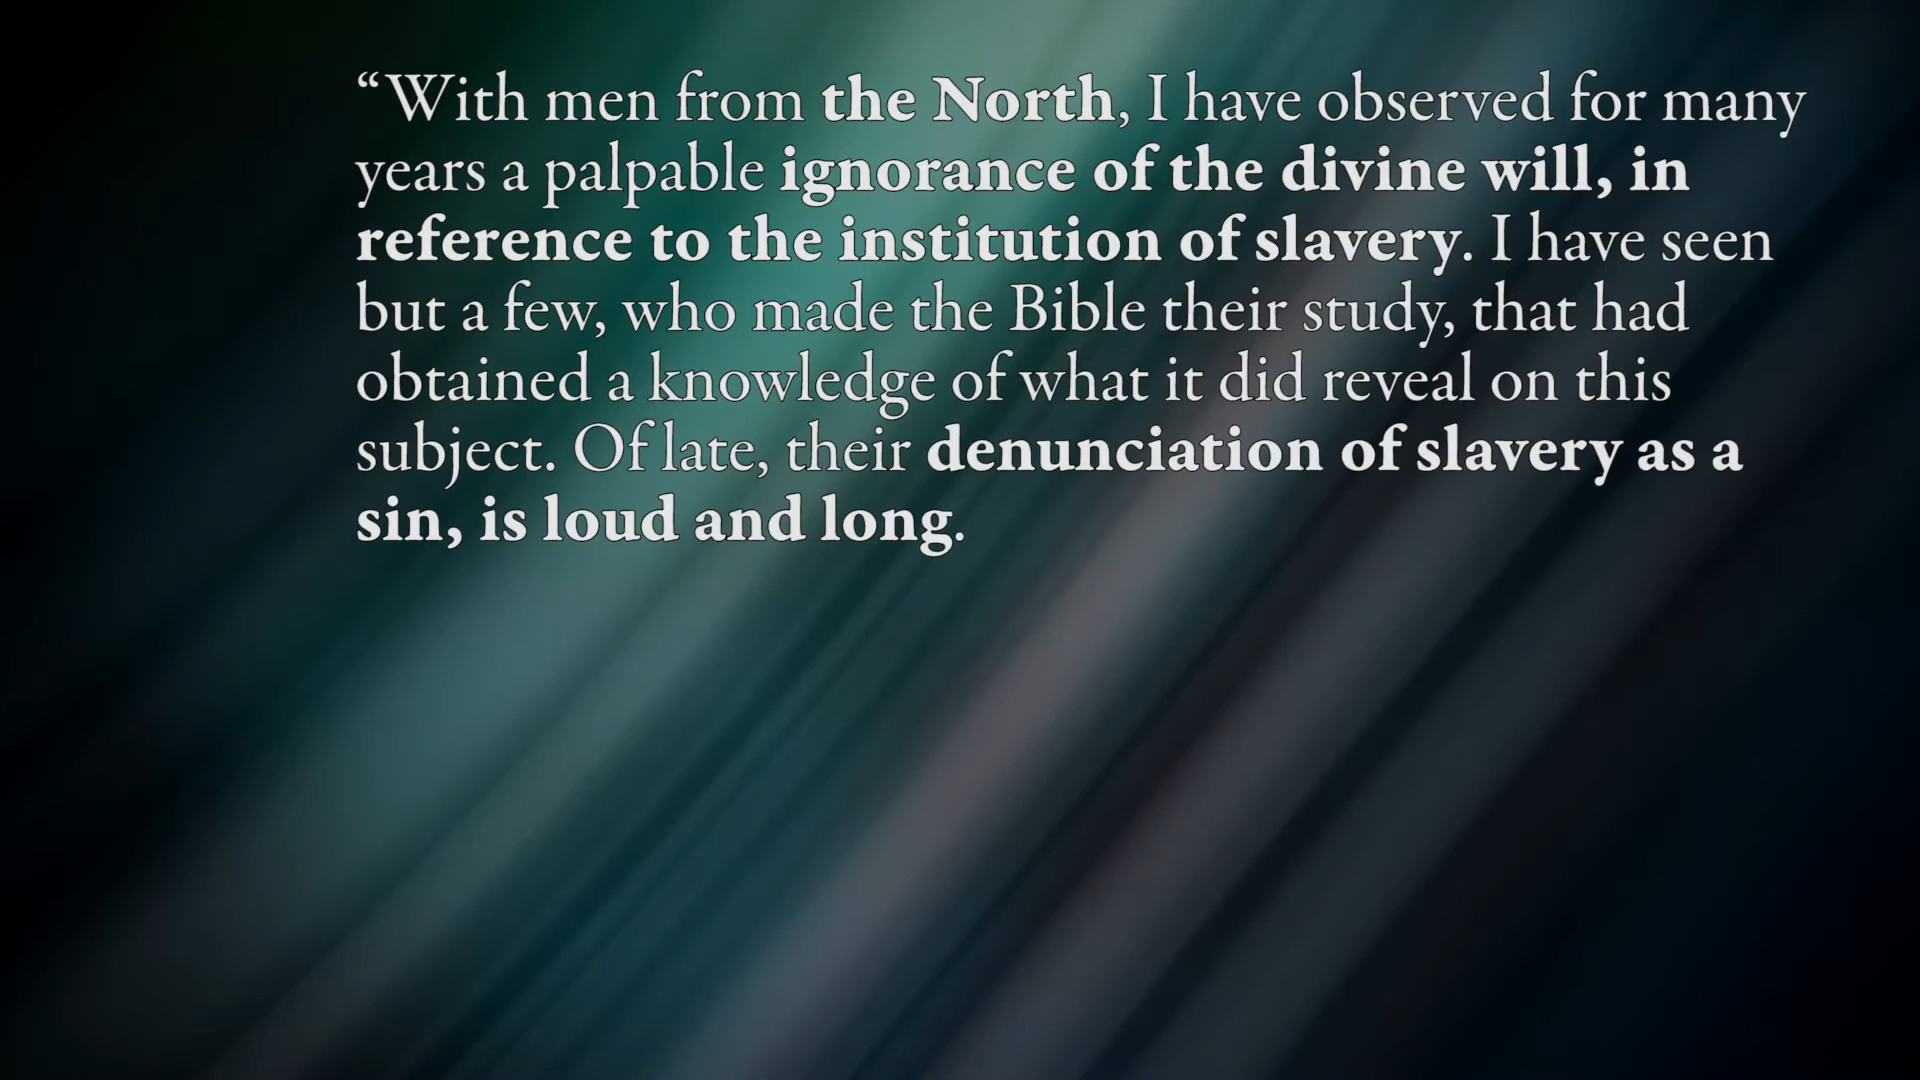 “With men from the North, I have observed for many
years a palpable ignorance of the divine will, in
reference to the institution of slavery. I have seen
but a few, who made the Bible their study, that had
obtained a knowledge of what it did reveal on this
subject. Of late, their denunciation of slavery as a
sin, is loud and long.